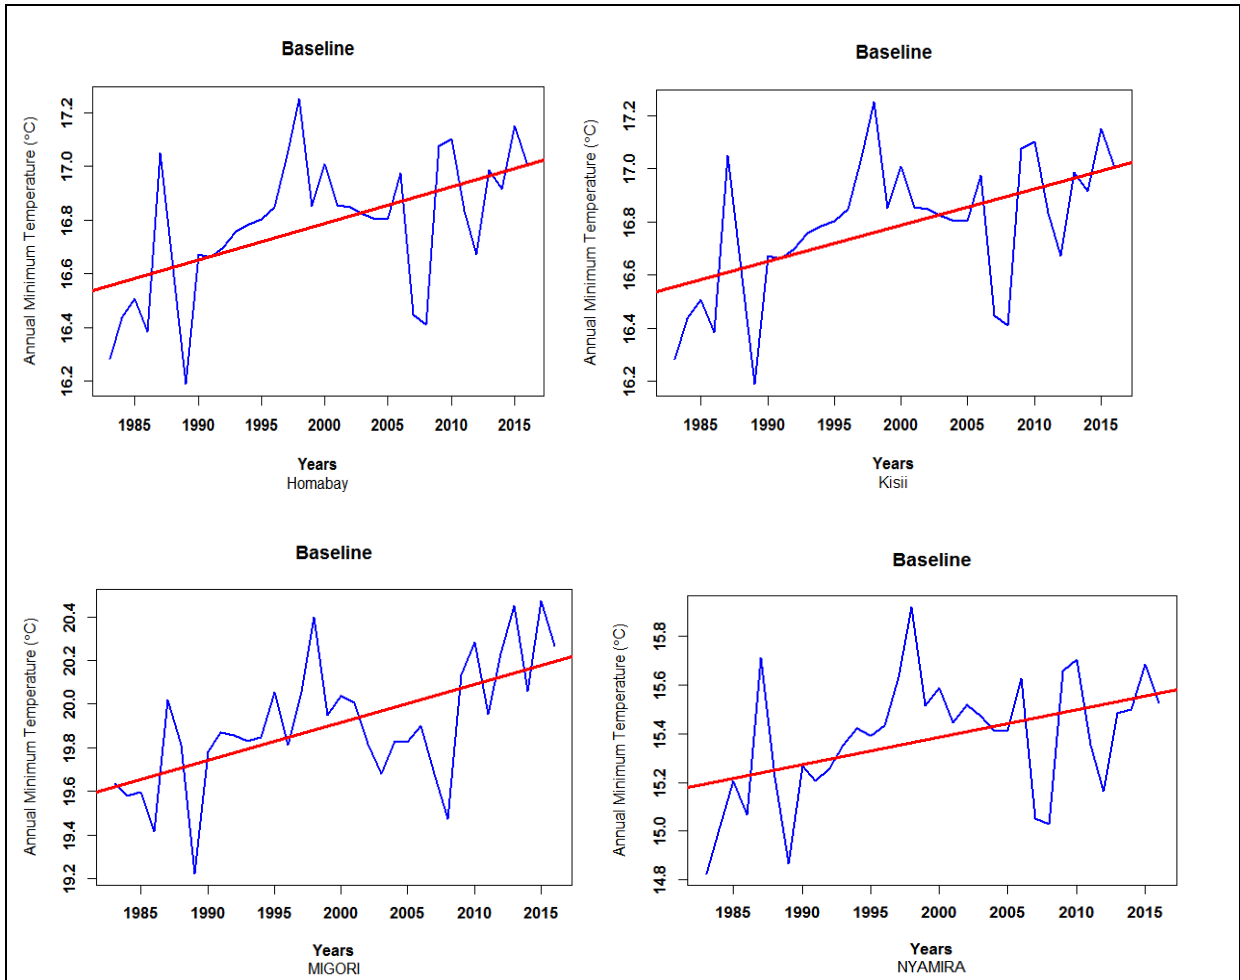 Baseline
Annual Minimum Temperature (°C)
17.2
17.0
16.8
16.6
16.4
16.2
1985 1990 1995 2000 2005 2010 2015
Years
Homabay
Baseline
Annual Minimum Temperature (°C)
17.2
17.0
16.8
16.6
16.4
16.2
1985 1990 1995 2000 2005 2010 2015
Years
Kisii
Baseline
Annual Minimum Temperature (°C)
20.4
20.2
20.0
19.8
19.6
19.4
19.2
1985 1990 1995 2000 2005 2010 2015
Years
MIGORI
Baseline
Annual Minimum Temperature (°C)
15.8
15.6
15.4
15.2
15.0
14.8
1985 1990 1995 2000 2005 2010 2015
Years
NYAMIRA